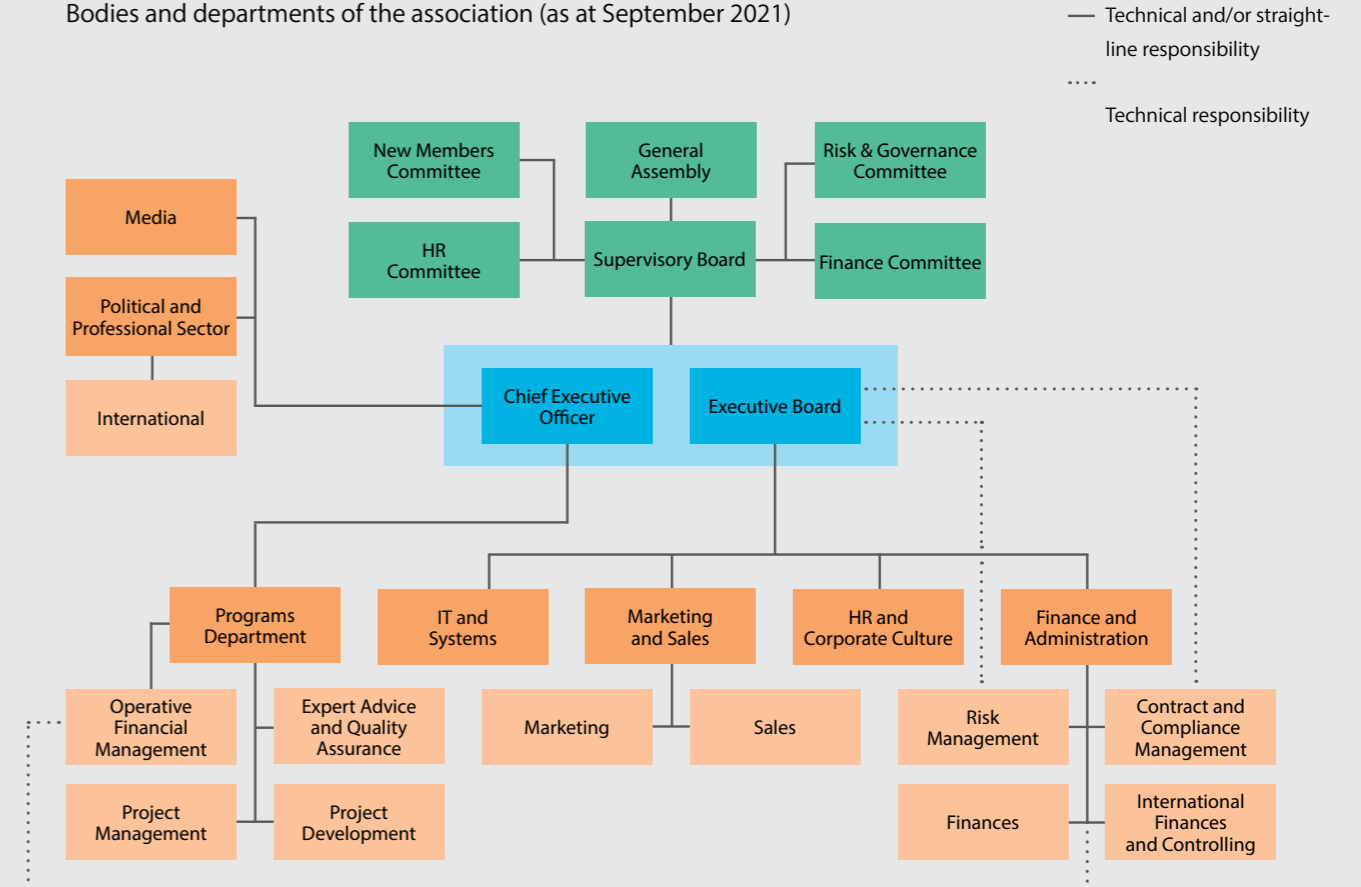 Bodies and departments of the association (as at September 2021)
Technical and/or straight-
line responsibility
Technical responsibility
New Members
Committee
General
Assembly
Risk & Governance
Committee
Media
HR
Committee
Supervisory Board
Finance Committee
Political and
Professional Sector
International
Chief Executive
Officer
Executive Board
Programs
Department
IT and
Systems
Marketing
and Sales
HR and
Corporate Culture
Finance and
Administration
Operative
Financial
Management
Expert Advice
and Quality
Assurance
Marketing
Sales
Risk
Management
Contract and
Compliance
Management
Project
Management
Project
Development
Finances
International
Finances
and Controlling